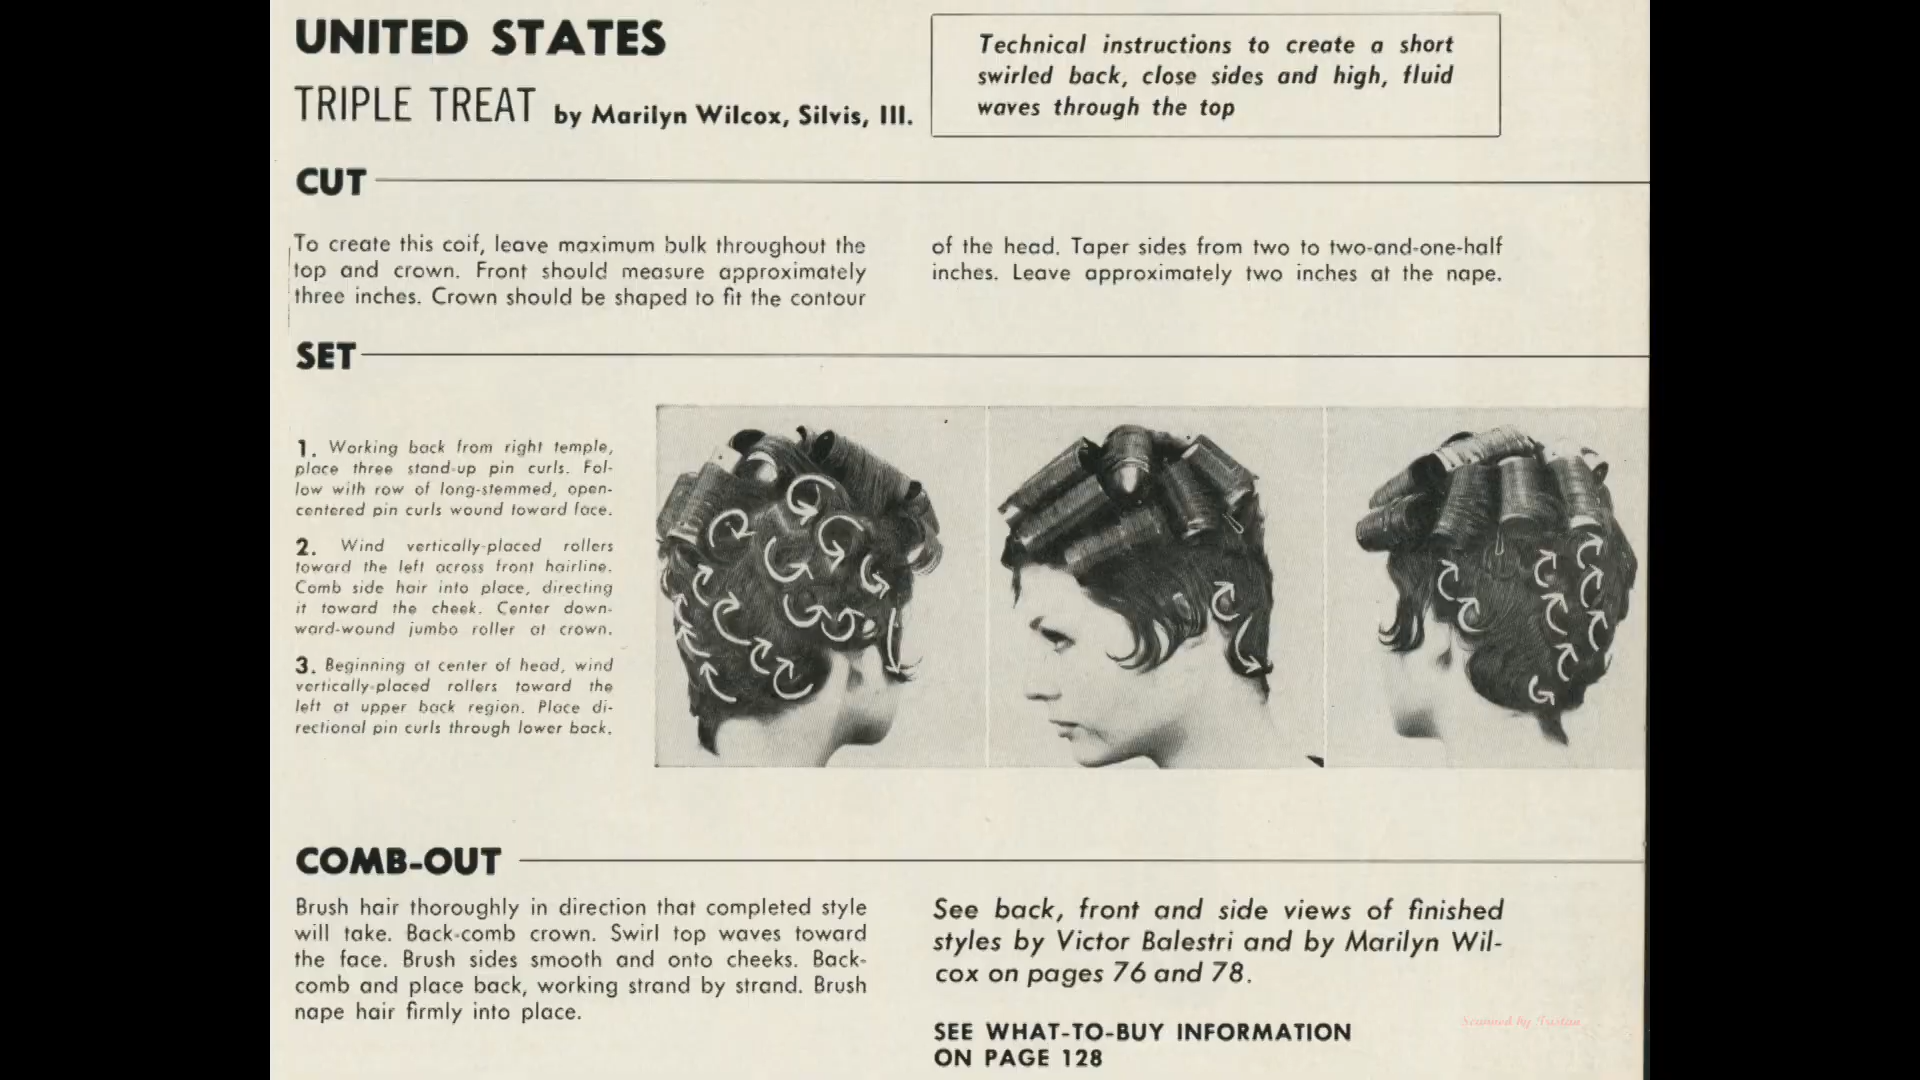 UNITED STATES
TRIPLE TREAT by Marilyn Wilcox, Silvis, Ill.
Technical instructions to create a short
swirled back, close sides and high, fluid
waves through the top
CUT
To create this coif, leave maximum bulk throughout the
top and crown. Front should measure approximately
three inches. Crown should be shaped to fit the contour
of the head. Taper sides from two to two-and-one-half
inches. Leave approximately two inches at the nape.
SET
1. Working back from right temple,
place three stand-up pin curls. Fol-
low with row of long-stemmed, open-
centered pin curls wound toward face.
2. Wind vertically-placed rollers
toward the left across front hairline.
Comb side hair into place, directing
it toward the cheek. Center down-
ward-wound jumbo roller at crown.
3. Beginning at center of head, wind
vertically-placed rollers toward the
left at upper back region. Place di-
rectional pin curls through lower back.
COMB-OUT
Brush hair thoroughly in direction that completed style
will take. Back-comb crown. Swirl top waves toward
the face. Brush sides smooth and onto cheeks. Back-
comb and place back, working strand by strand. Brush
nape hair firmly into place.
See back, front and side views of finished
styles by Victor Balestri and by Marilyn Wil-
cox on pages 76 and 78.
SEE WHAT-TO-BUY INFORMATION
ON PAGE 128
Scanned by Tristan